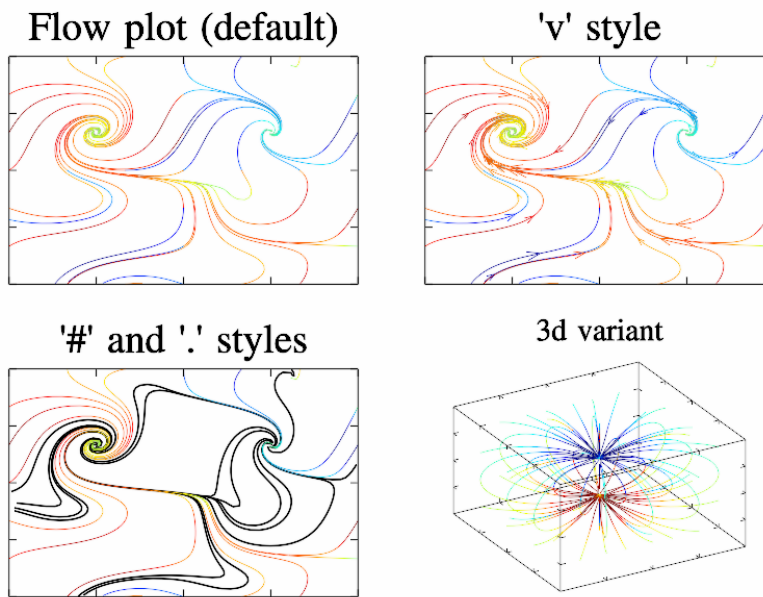 Flow plot (default)
'v' style
'#' and '.' styles
3d variant